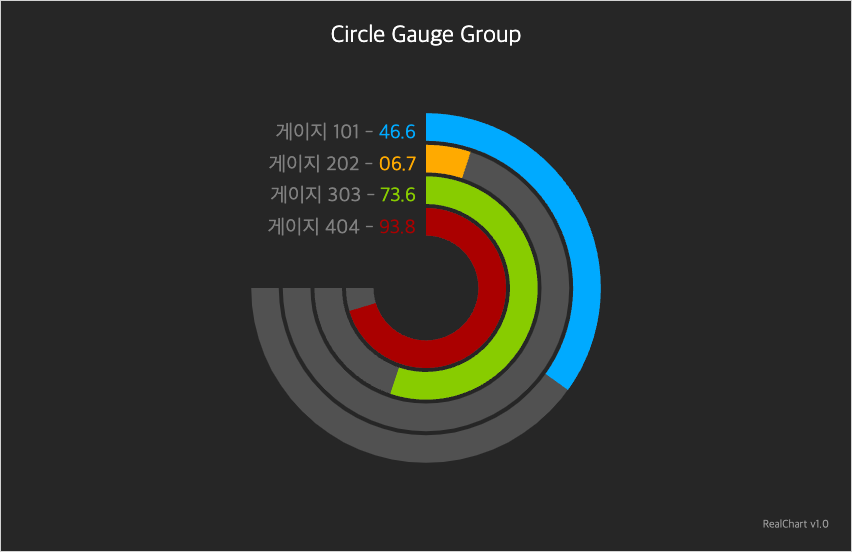 Circle Gauge Group
게이지 101 - 46.6
게이지 202 - 06.7
게이지 303 - 73.6
게이지 404 - 93.8
RealChart v1.0